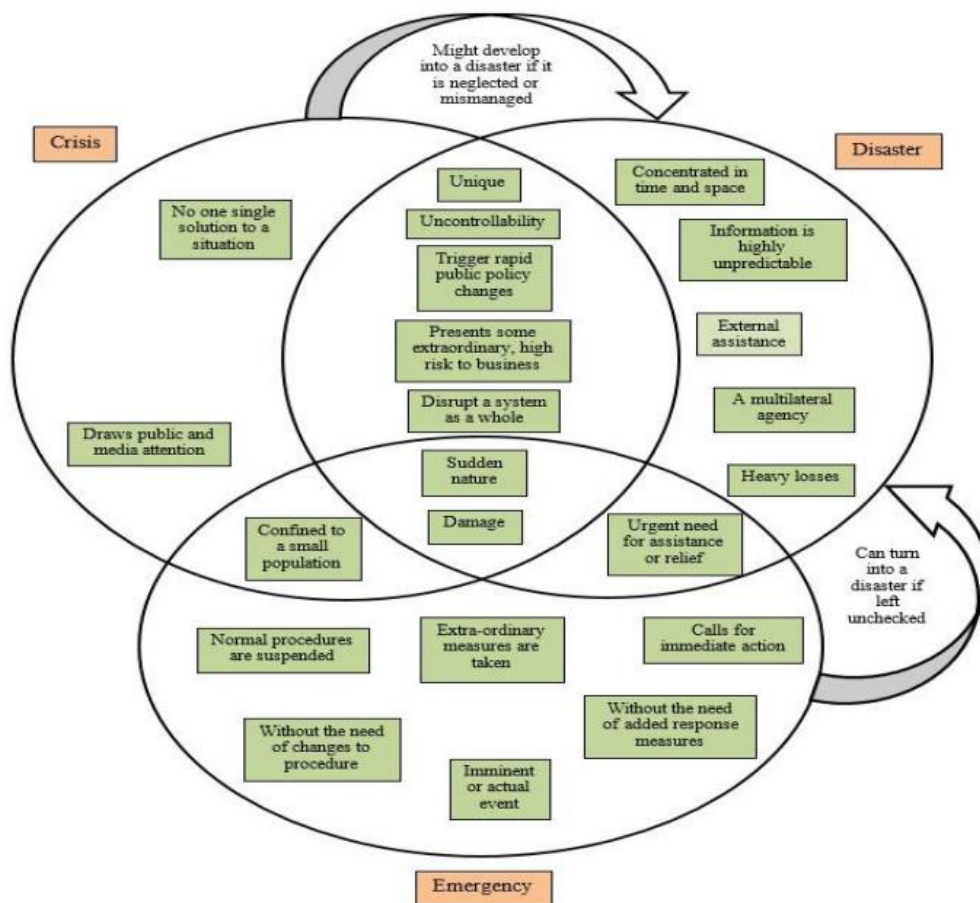 Might develop
into a disaster if it
is neglected or
mismanaged
Crisis
Disaster
Unique
Uncontrollability
Trigger rapid
public policy
changes
Presents some
extraordinary, high
risk to business
Disrupt a system
as a whole
Sudden
nature
Damage
No one single
solution to a
situation
Draws public and
media attention
Concentrated in
time and space
Information is
highly
unpredictable
External
assistance
A multilateral
agency
Heavy losses
Confined to
a small
population
Urgent need
for assistance
or relief
Can turn
into a
disaster if
left
unchecked
Normal procedures
are suspended
Extra-ordinary
measures are
taken
Calls for
immediate action
Without the need
of changes to
procedure
Imminent
or actual
event
Without the need
of added response
measures
Emergency